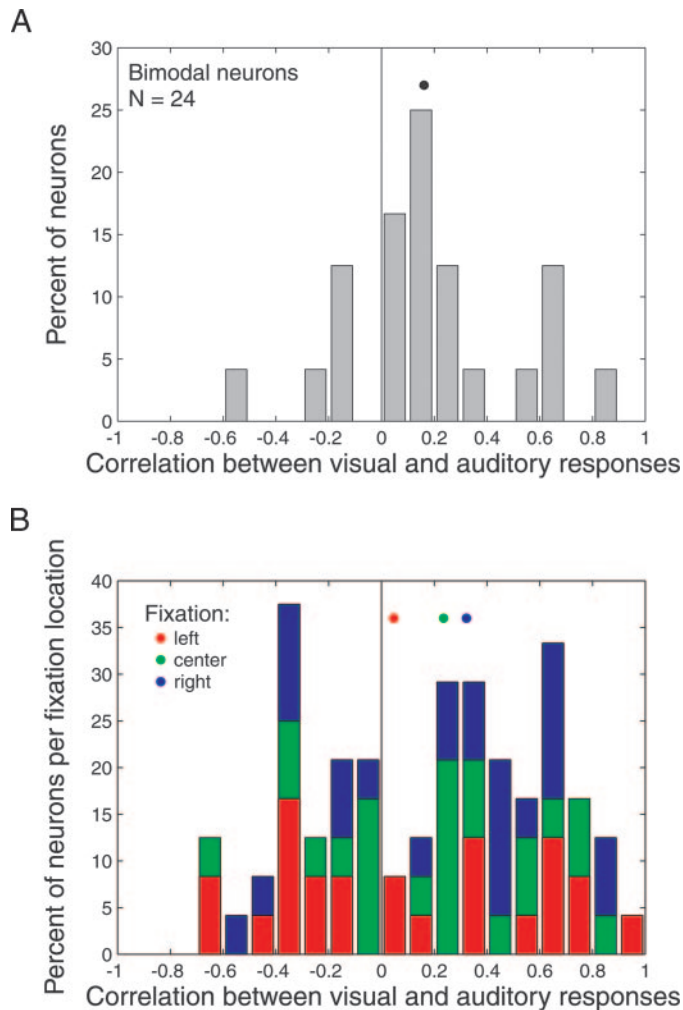 A
Bimodal neurons
N = 24
Percent of neurons
30
25
20
15
10
5
0
-1 -0.8 -0.6 -0.4 -0.2 0 0.2 0.4 0.6 0.8 1
Correlation between visual and auditory responses
B
Fixation:
left
center
right
Percent of neurons per fixation location
40
35
30
25
20
15
10
5
0
-1 -0.8 -0.6 -0.4 -0.2 0 0.2 0.4 0.6 0.8 1
Correlation between visual and auditory responses